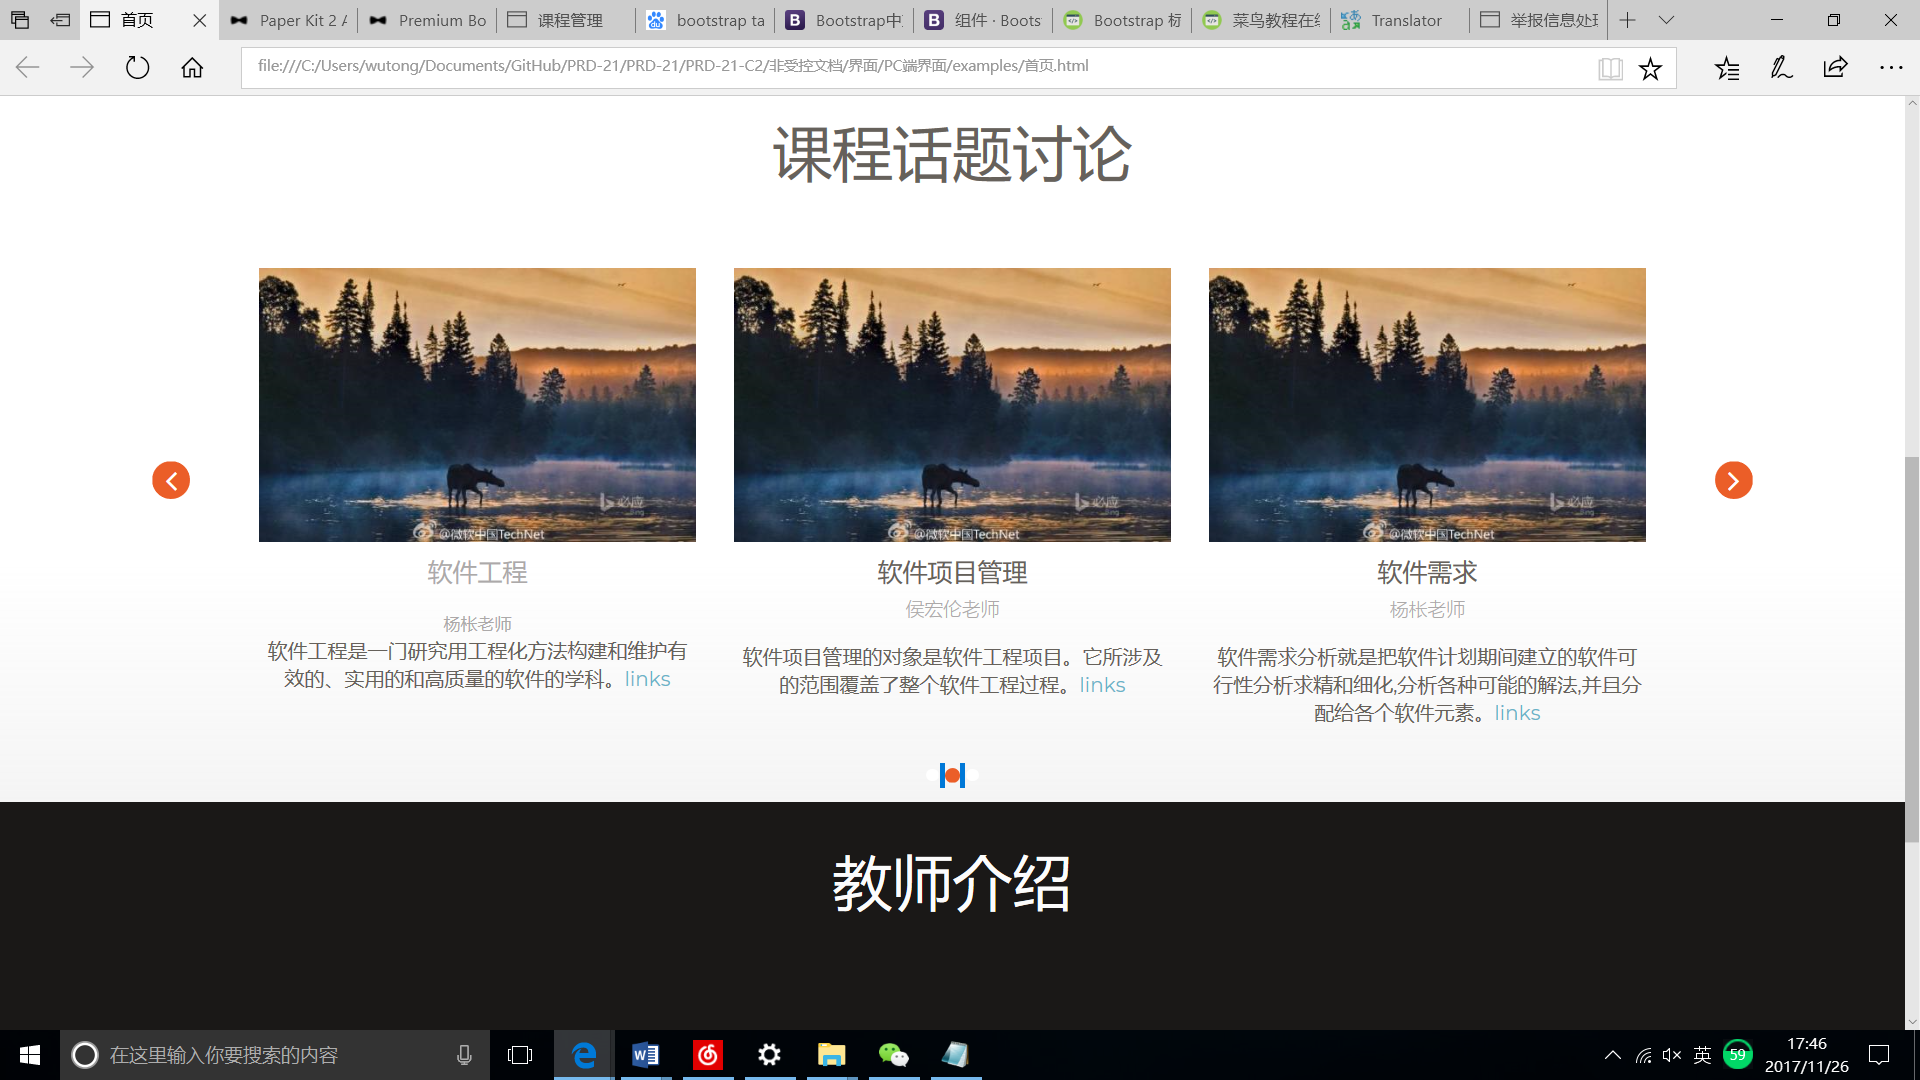 首页
Paper Kit 2 A
Premium Bo
课程管理
bootstrap ta
Bootstrap中
组件 · Boots
Bootstrap 标
菜鸟教程在线
Translator
举报信息处理
file:///C:/Users/wutong/Documents/GitHub/PRD-21/PRD-21/PRD-21-C2/非受控文档/界面/PC端界面/examples/首页.html
课程话题讨论
必应
@微软中国TechNet
必应
@微软中国TechNet
必应
@微软中国TechNet
软件工程
杨枨老师
软件工程是一门研究用工程化方法构建和维护有
效的、实用的和高质量的软件的学科。links
软件项目管理
侯宏伦老师
软件项目管理的对象是软件工程项目。它所涉及
的范围覆盖了整个软件工程过程。links
软件需求
杨枨老师
软件需求分析就是把软件计划期间建立的软件可
行性分析求精和细化,分析各种可能的解法,并且分
配给各个软件元素。links
教师介绍
在这里输入你要搜索的内容
英
59
17:46
2017/11/26